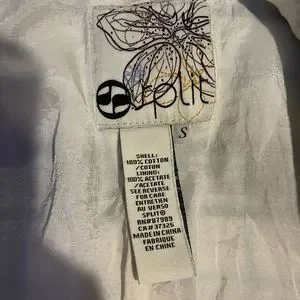 split
S
SHELL:
100% COTTON
/COTON
LINING:
100% ACETATE
/ACETATE
SEE REVERSE
FOR CARE
ENTRETIEN
AU VERSO
SPLIT®
RN#87989
CA#37325
MADE IN CHINA
FABRIQUE
EN CHINE